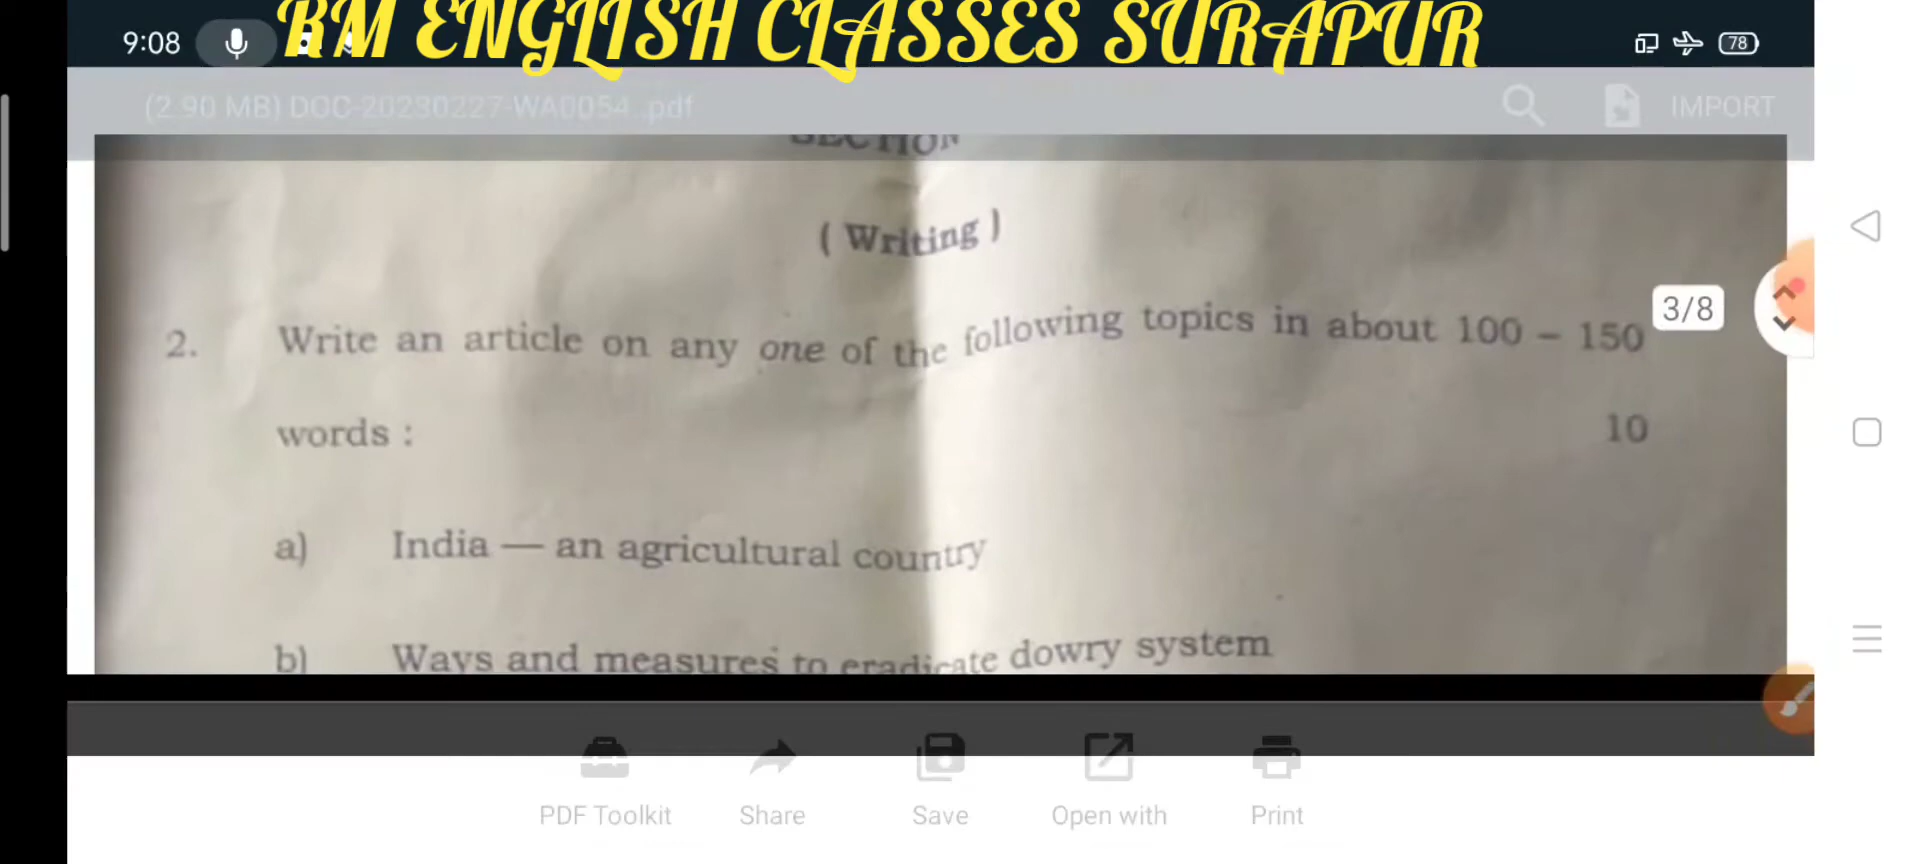 RM ENGLISH CLASSES SURAPUR
9:08
78
(2.90 MB) DOC-20230227-WA0054..pdf
IMPORT
SECTION
( Writing )
3/8
2. Write an article on any one of the following topics in about 100 – 150
words : 10
a) India — an agricultural country
b) Ways and measures to eradicate dowry system
PDF Toolkit
Share
Save
Open with
Print